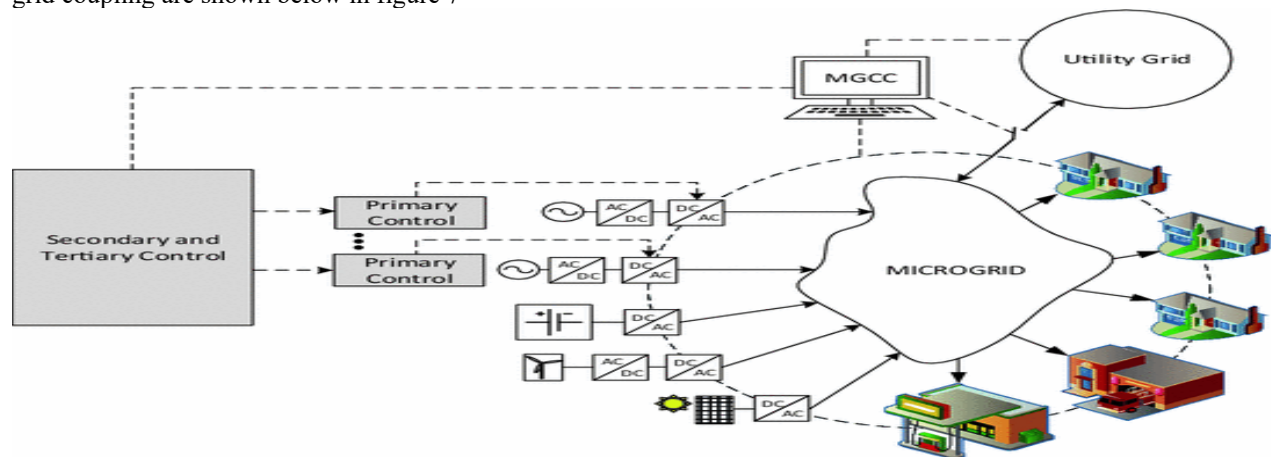 grid coupling are shown below in figure 7
MGCC
Utility Grid
Secondary and
Tertiary Control
Primary
Control
Primary
Control
AC
DC
DC
AC
AC
DC
DC
AC
DC
AC
AC
DC
DC
AC
DC
AC
MICROGRID